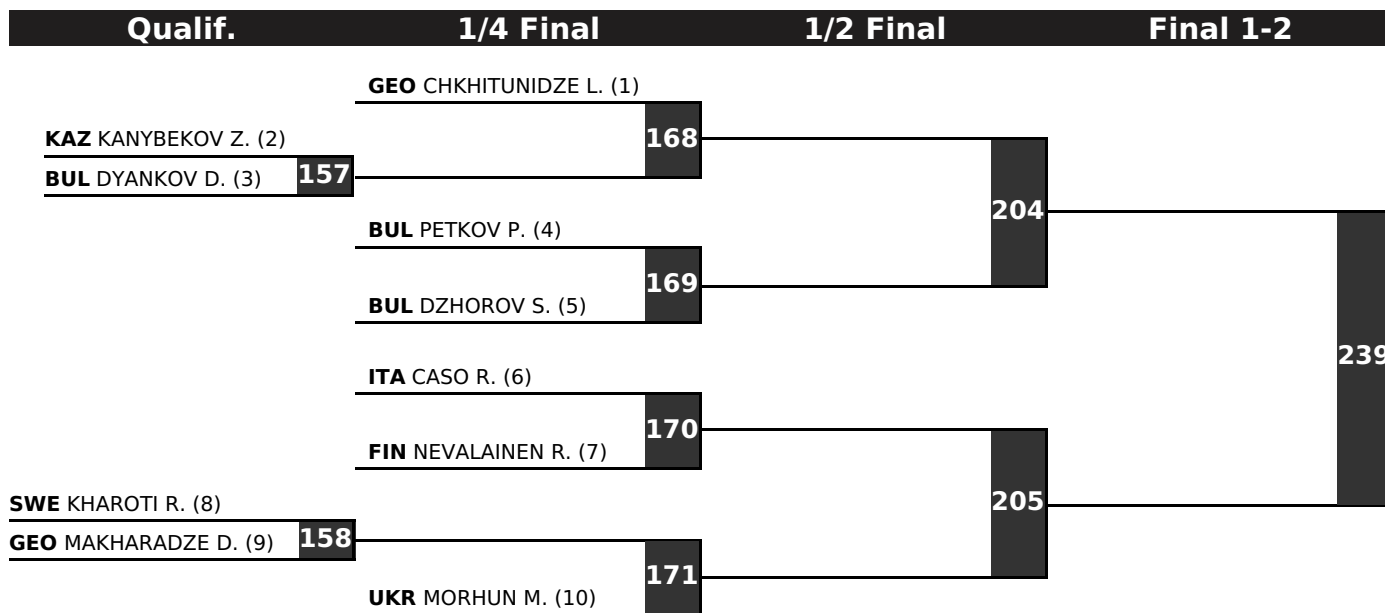 Qualif. 1/4 Final 1/2 Final Final 1-2
GEO CHKHITUNIDZE L. (1)
168
KAZ KANYBEKOV Z. (2)
BUL DYANKOV D. (3) 157
204
BUL PETKOV P. (4)
169
BUL DZHOROV S. (5)
239
ITA CASO R. (6)
170
FIN NEVALAINEN R. (7)
SWE KHAROTI R. (8)
205
GEO MAKHARADZE D. (9) 158
171
UKR MORHUN M. (10)